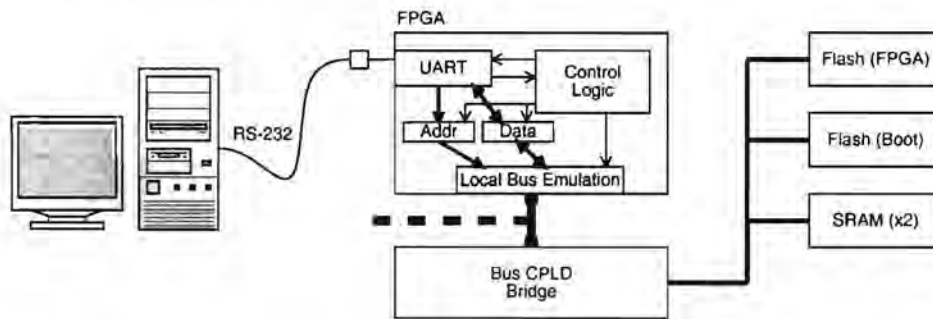 FPGA
UART
Control
Logic
Flash (FPGA)
RS-232
Addr
Data
Flash (Boot)
Local Bus Emulation
SRAM (x2)
Bus CPLD
Bridge